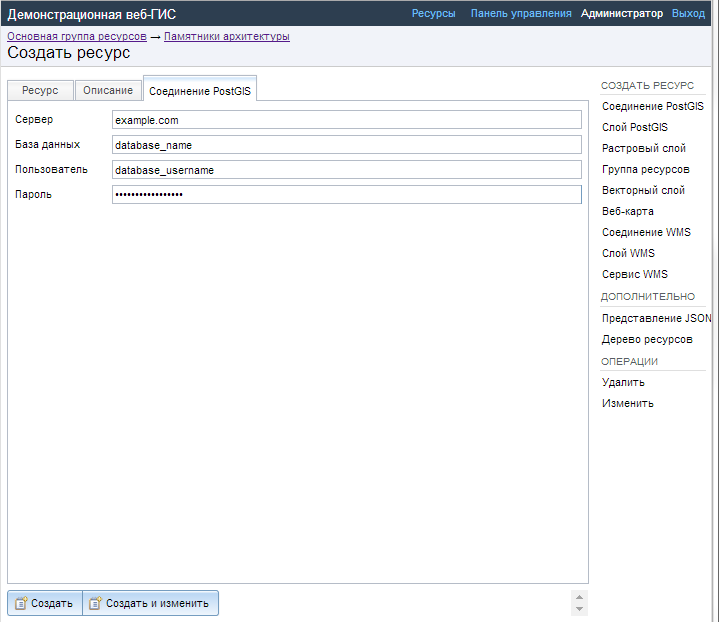 Демонстрационная веб-ГИС
Ресурсы Панель управления Администратор Выход
Основная группа ресурсов → Памятники архитектуры
Создать ресурс
Ресурс Описание Соединение PostGIS
Сервер example.com
База данных database_name
Пользователь database_username
Пароль •••••••••••••••••
Создать Создать и изменить
СОЗДАТЬ РЕСУРС
Соединение PostGIS
Слой PostGIS
Растровый слой
Группа ресурсов
Векторный слой
Веб-карта
Соединение WMS
Слой WMS
Сервис WMS
ДОПОЛНИТЕЛЬНО
Представление JSON
Дерево ресурсов
ОПЕРАЦИИ
Удалить
Изменить